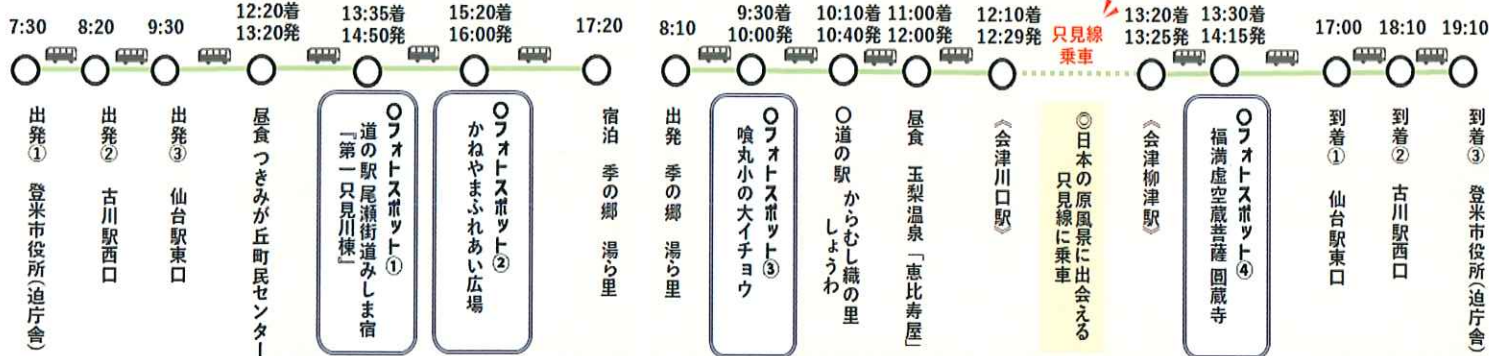 7:30
出発① 登米市役所(迫庁舎)
8:20
出発② 古川駅西口
9:30
出発③ 仙台駅東口
12:20着
13:20発
昼食 つきみが丘町民センター
13:35着
14:50発
○フォトスポット①
道の駅 尾瀬街道みしま宿
『第一只見川棟」
15:20着
16:00発
○フォトスポット②
かねやまふれあい広場
17:20
宿泊 季の郷 湯ら里
8:10
出発 季の郷 湯ら里
9:30着
10:00発
○フォトスポット③
喰丸小の大イチョウ
10:10着
10:40発
○道の駅 からむし織の里
しょうわ
11:00着
12:00発
昼食 玉梨温泉「恵比寿屋」
12:10着
12:29発
《会津川口駅》
只見線
乗車
◎日本の原風景に出会える
只見線に乗車
13:20着
13:25発
《会津柳津駅》
13:30着
14:15発
○フォトスポット④
福満虚空蔵菩薩 圓蔵寺
17:00
到着① 仙台駅東口
18:10
到着② 古川駅西口
19:10
到着③ 登米市役所(迫庁舎)